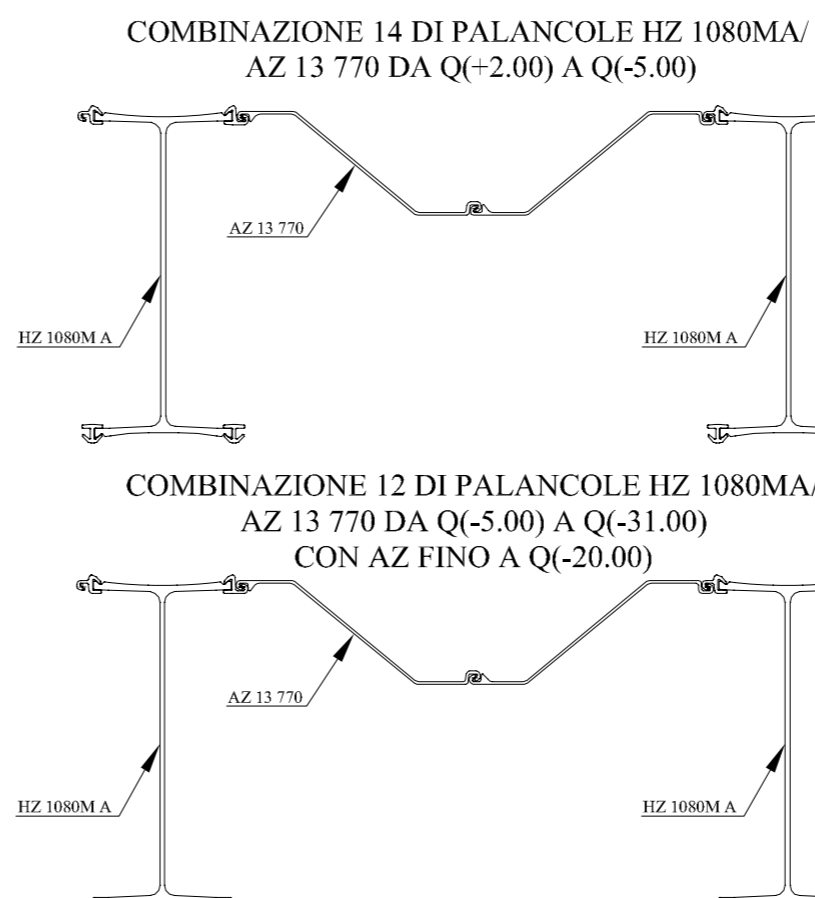 COMBINAZIONE 14 DI PALANCOLE HZ 1080MA/
AZ 13 770 DA Q(+2.00) A Q(-5.00)
AZ 13 770
HZ 1080M A
HZ 1080M A
COMBINAZIONE 12 DI PALANCOLE HZ 1080MA/
AZ 13 770 DA Q(-5.00) A Q(-31.00)
CON AZ FINO A Q(-20.00)
AZ 13 770
HZ 1080M A
HZ 1080M A